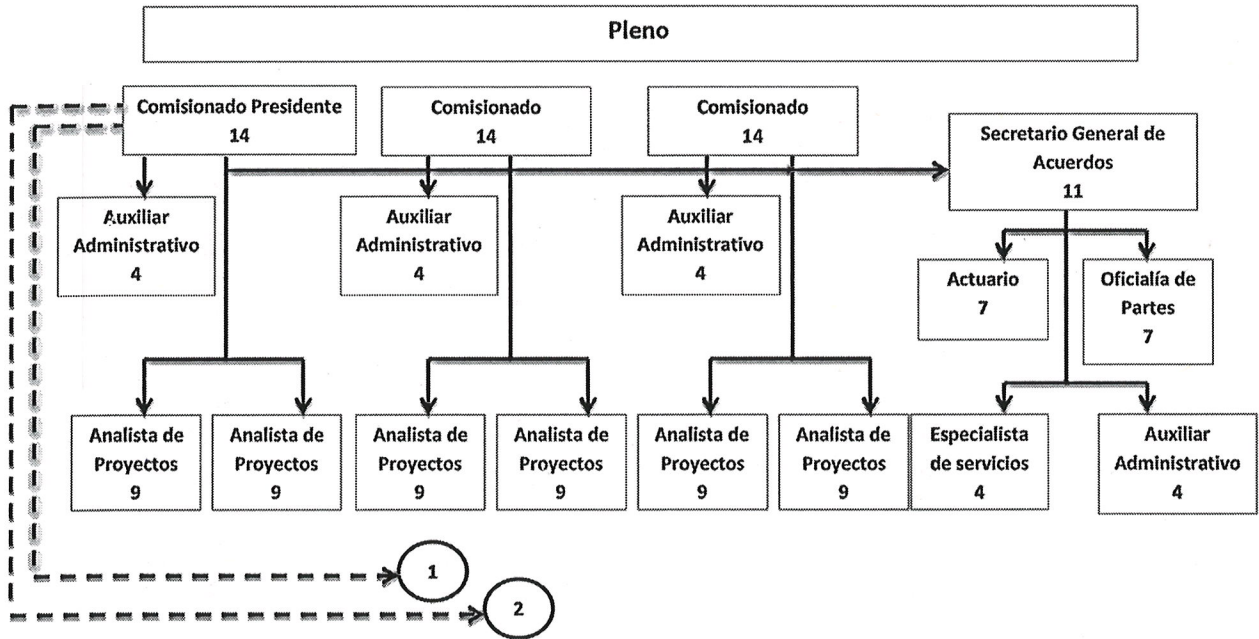 Pleno
Comisionado Presidente
14
Comisionado
14
Comisionado
14
Secretario General de
Acuerdos
11
Auxiliar
Administrativo
4
Auxiliar
Administrativo
4
Auxiliar
Administrativo
4
Actuario
7
Oficialía de
Partes
7
Analista de
Proyectos
9
Analista de
Proyectos
9
Analista de
Proyectos
9
Analista de
Proyectos
9
Analista de
Proyectos
9
Analista de
Proyectos
9
Especialista
de servicios
4
Auxiliar
Administrativo
4
1
2